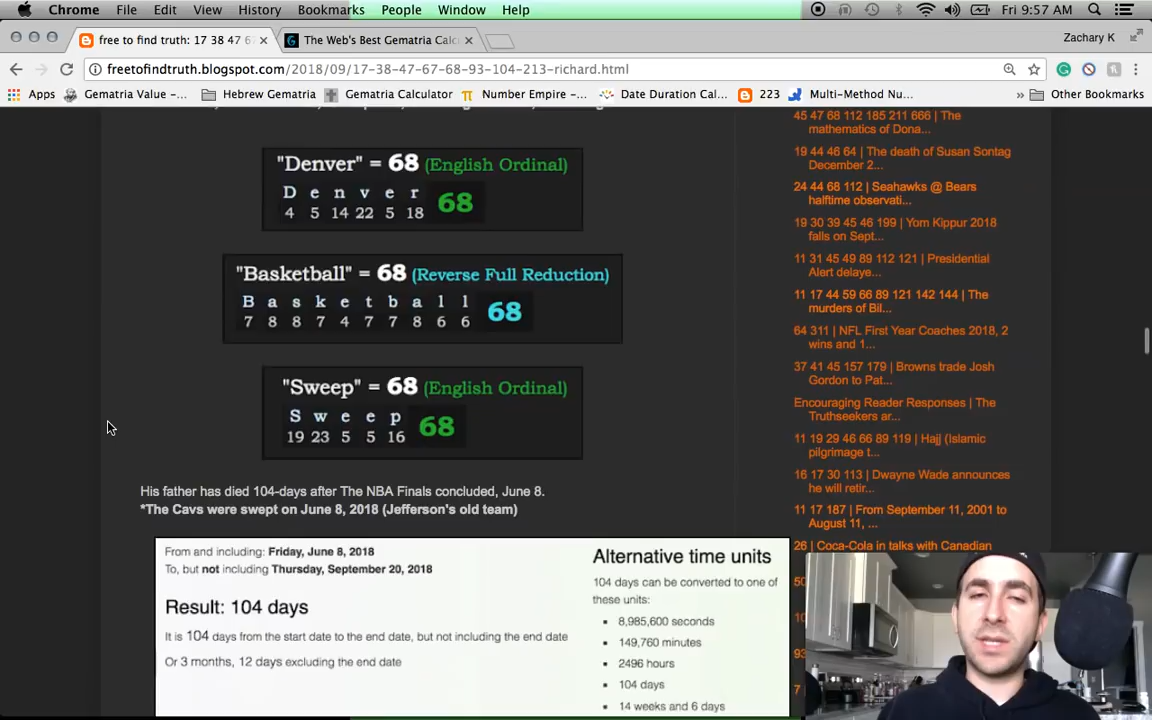 Chrome File Edit View History Bookmarks People Window Help Fri 9:57 AM
free to find truth: 17 38 47 67 The Web's Best Gematria Calc Zachary K
freetofindtruth.blogspot.com/2018/09/17-38-47-67-68-93-104-213-richard.html
Apps Gematria Value -... Hebrew Gematria Gematria Calculator Number Empire -... Date Duration Cal... 223 Multi-Method Nu... » Other Bookmarks
"Denver" = 68 (English Ordinal)
D e n v e r
4 5 14 22 5 18 68
"Basketball" = 68 (Reverse Full Reduction)
B a s k e t b a l l
7 8 8 7 4 7 7 8 6 6 68
"Sweep" = 68 (English Ordinal)
S w e e p
19 23 5 5 16 68
His father has died 104-days after The NBA Finals concluded, June 8.
*The Cavs were swept on June 8, 2018 (Jefferson's old team)
From and including: Friday, June 8, 2018
To, but not including Thursday, September 20, 2018
Result: 104 days
It is 104 days from the start date to the end date, but not including the end date
Or 3 months, 12 days excluding the end date
Alternative time units
104 days can be converted to one of
these units:
8,985,600 seconds
149,760 minutes
2496 hours
104 days
14 weeks and 6 days
45 47 68 112 185 211 666 | The
mathematics of Dona...
19 44 46 64 | The death of Susan Sontag
December 2...
24 44 68 112 | Seahawks @ Bears
halftime observati...
19 30 39 45 46 199 | Yom Kippur 2018
falls on Sept...
11 31 45 49 89 112 121 | Presidential
Alert delaye...
11 17 44 59 66 89 121 142 144 | The
murders of Bil...
64 311 | NFL First Year Coaches 2018, 2
wins and 1...
37 41 45 157 179 | Browns trade Josh
Gordon to Pat...
Encouraging Reader Responses | The
Truthseekers ar...
11 19 29 46 66 89 119 | Hajj (Islamic
pilgrimage t...
16 17 30 113 | Dwayne Wade announces
he will retir...
11 17 187 | From September 11, 2001 to
August 11, ...
26 | Coca-Cola in talks with Canadian